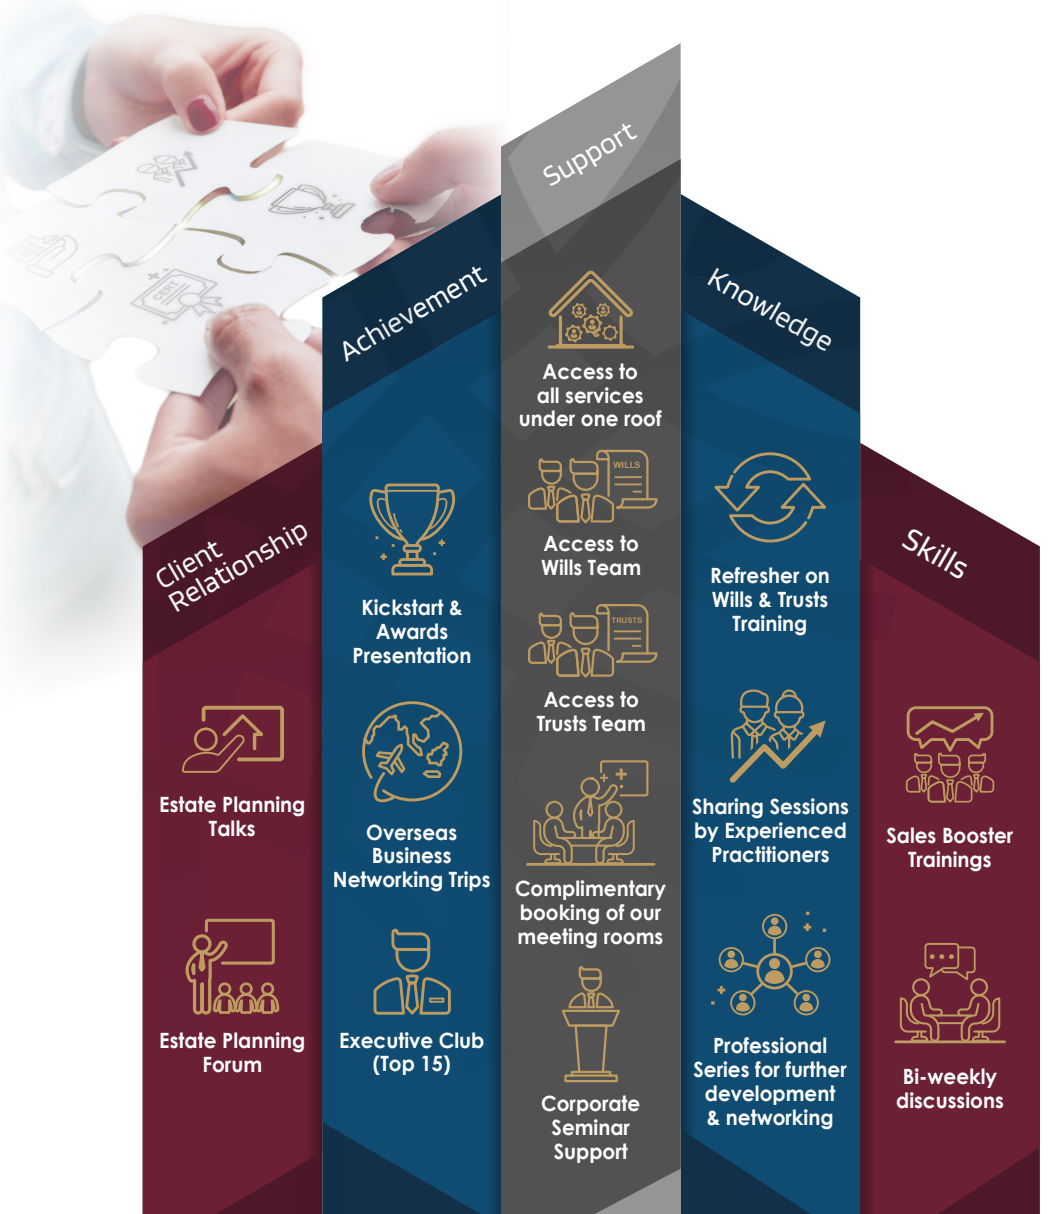 Support
Access to
all services
under one roof
WILLS
Access to
Wills Team
TRUSTS
Access to
Trusts Team
Complimentary
booking of our
meeting rooms
Corporate
Seminar
Support
Achievement
Kickstart &
Awards
Presentation
Overseas
Business
Networking Trips
Executive Club
(Top 15)
Knowledge
Refresher on
Wills & Trusts
Training
Sharing Sessions
by Experienced
Practitioners
Professional
Series for further
development
& networking
Client
Relationship
Estate Planning
Talks
Estate Planning
Forum
Skills
Sales Booster
Trainings
Bi-weekly
discussions
CERT